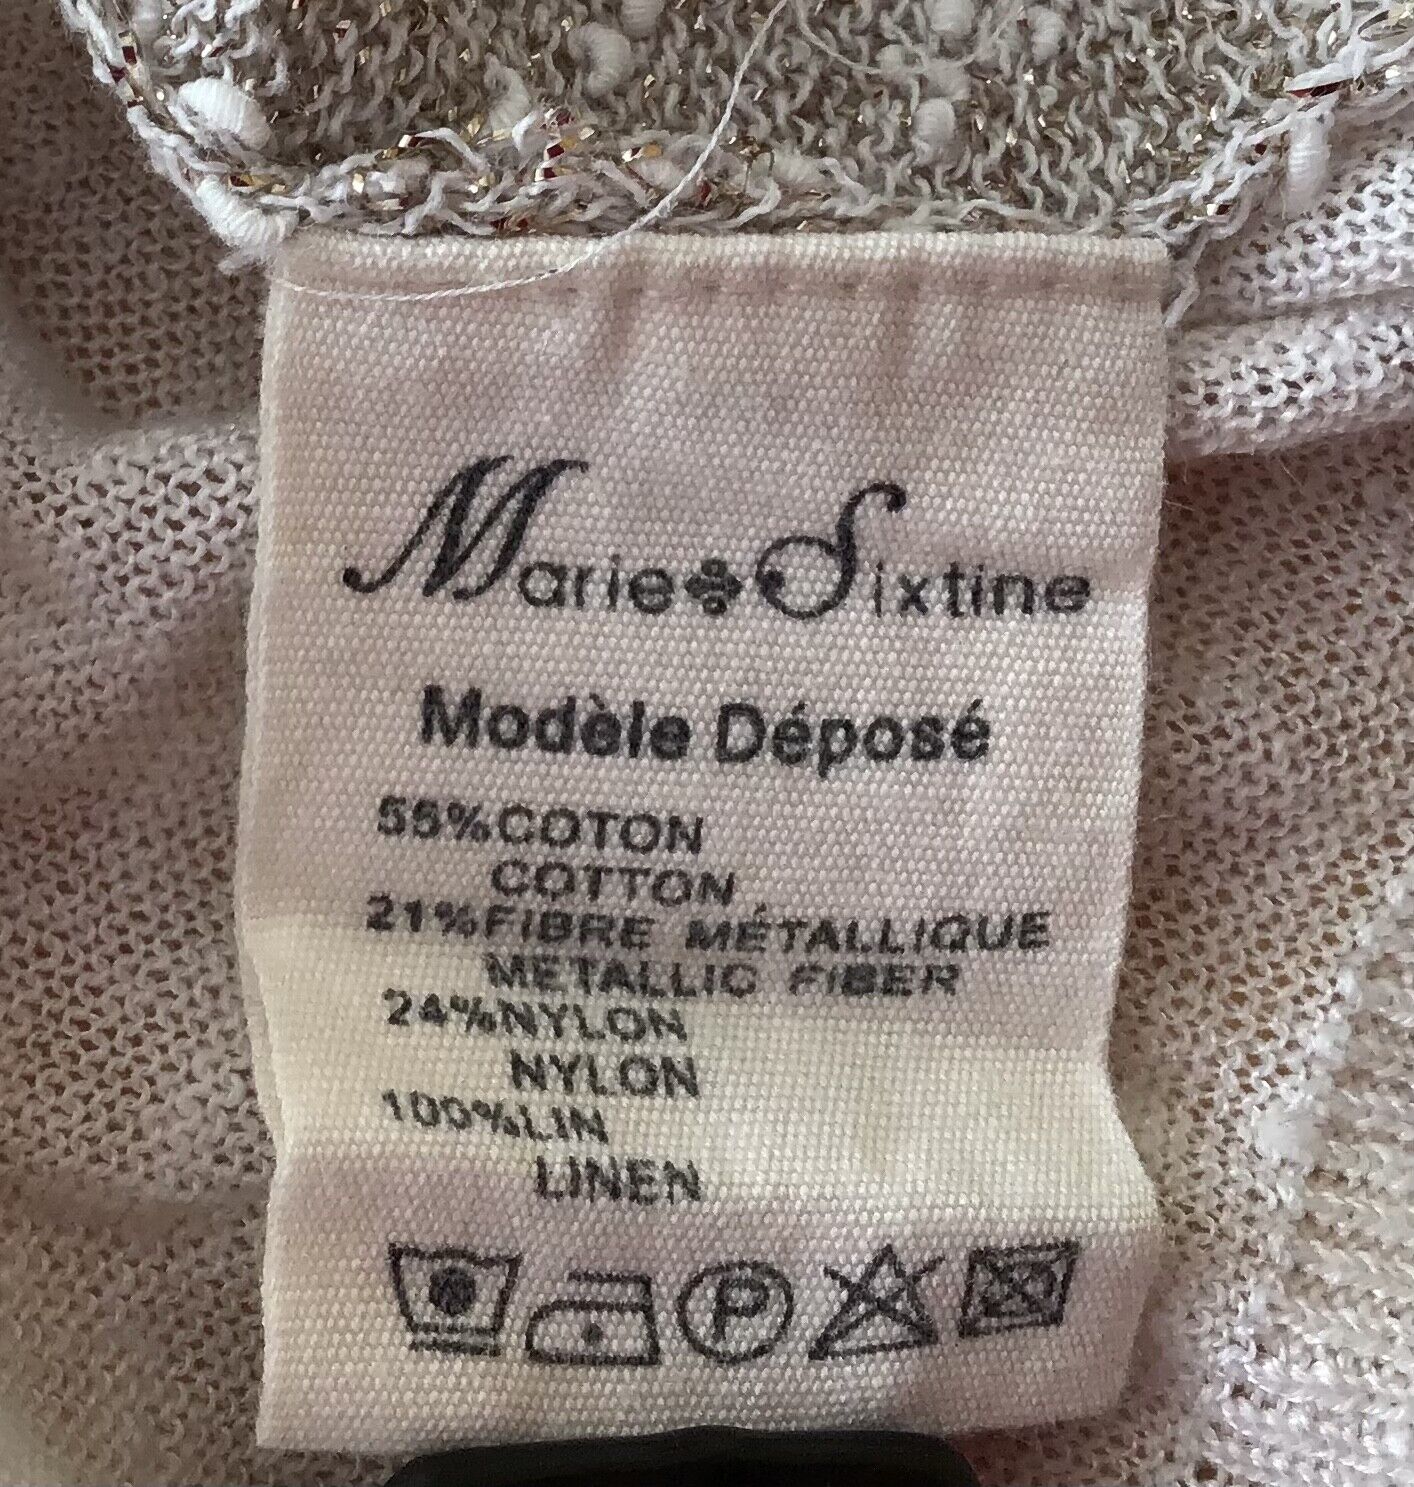 Marie Sixtine
Modèle Déposé
55%COTON
COTTON
21%FIBRE MÉTALLIQUE
METALLIC FIBER
24%NYLON
NYLON
100%LIN
LINEN
P